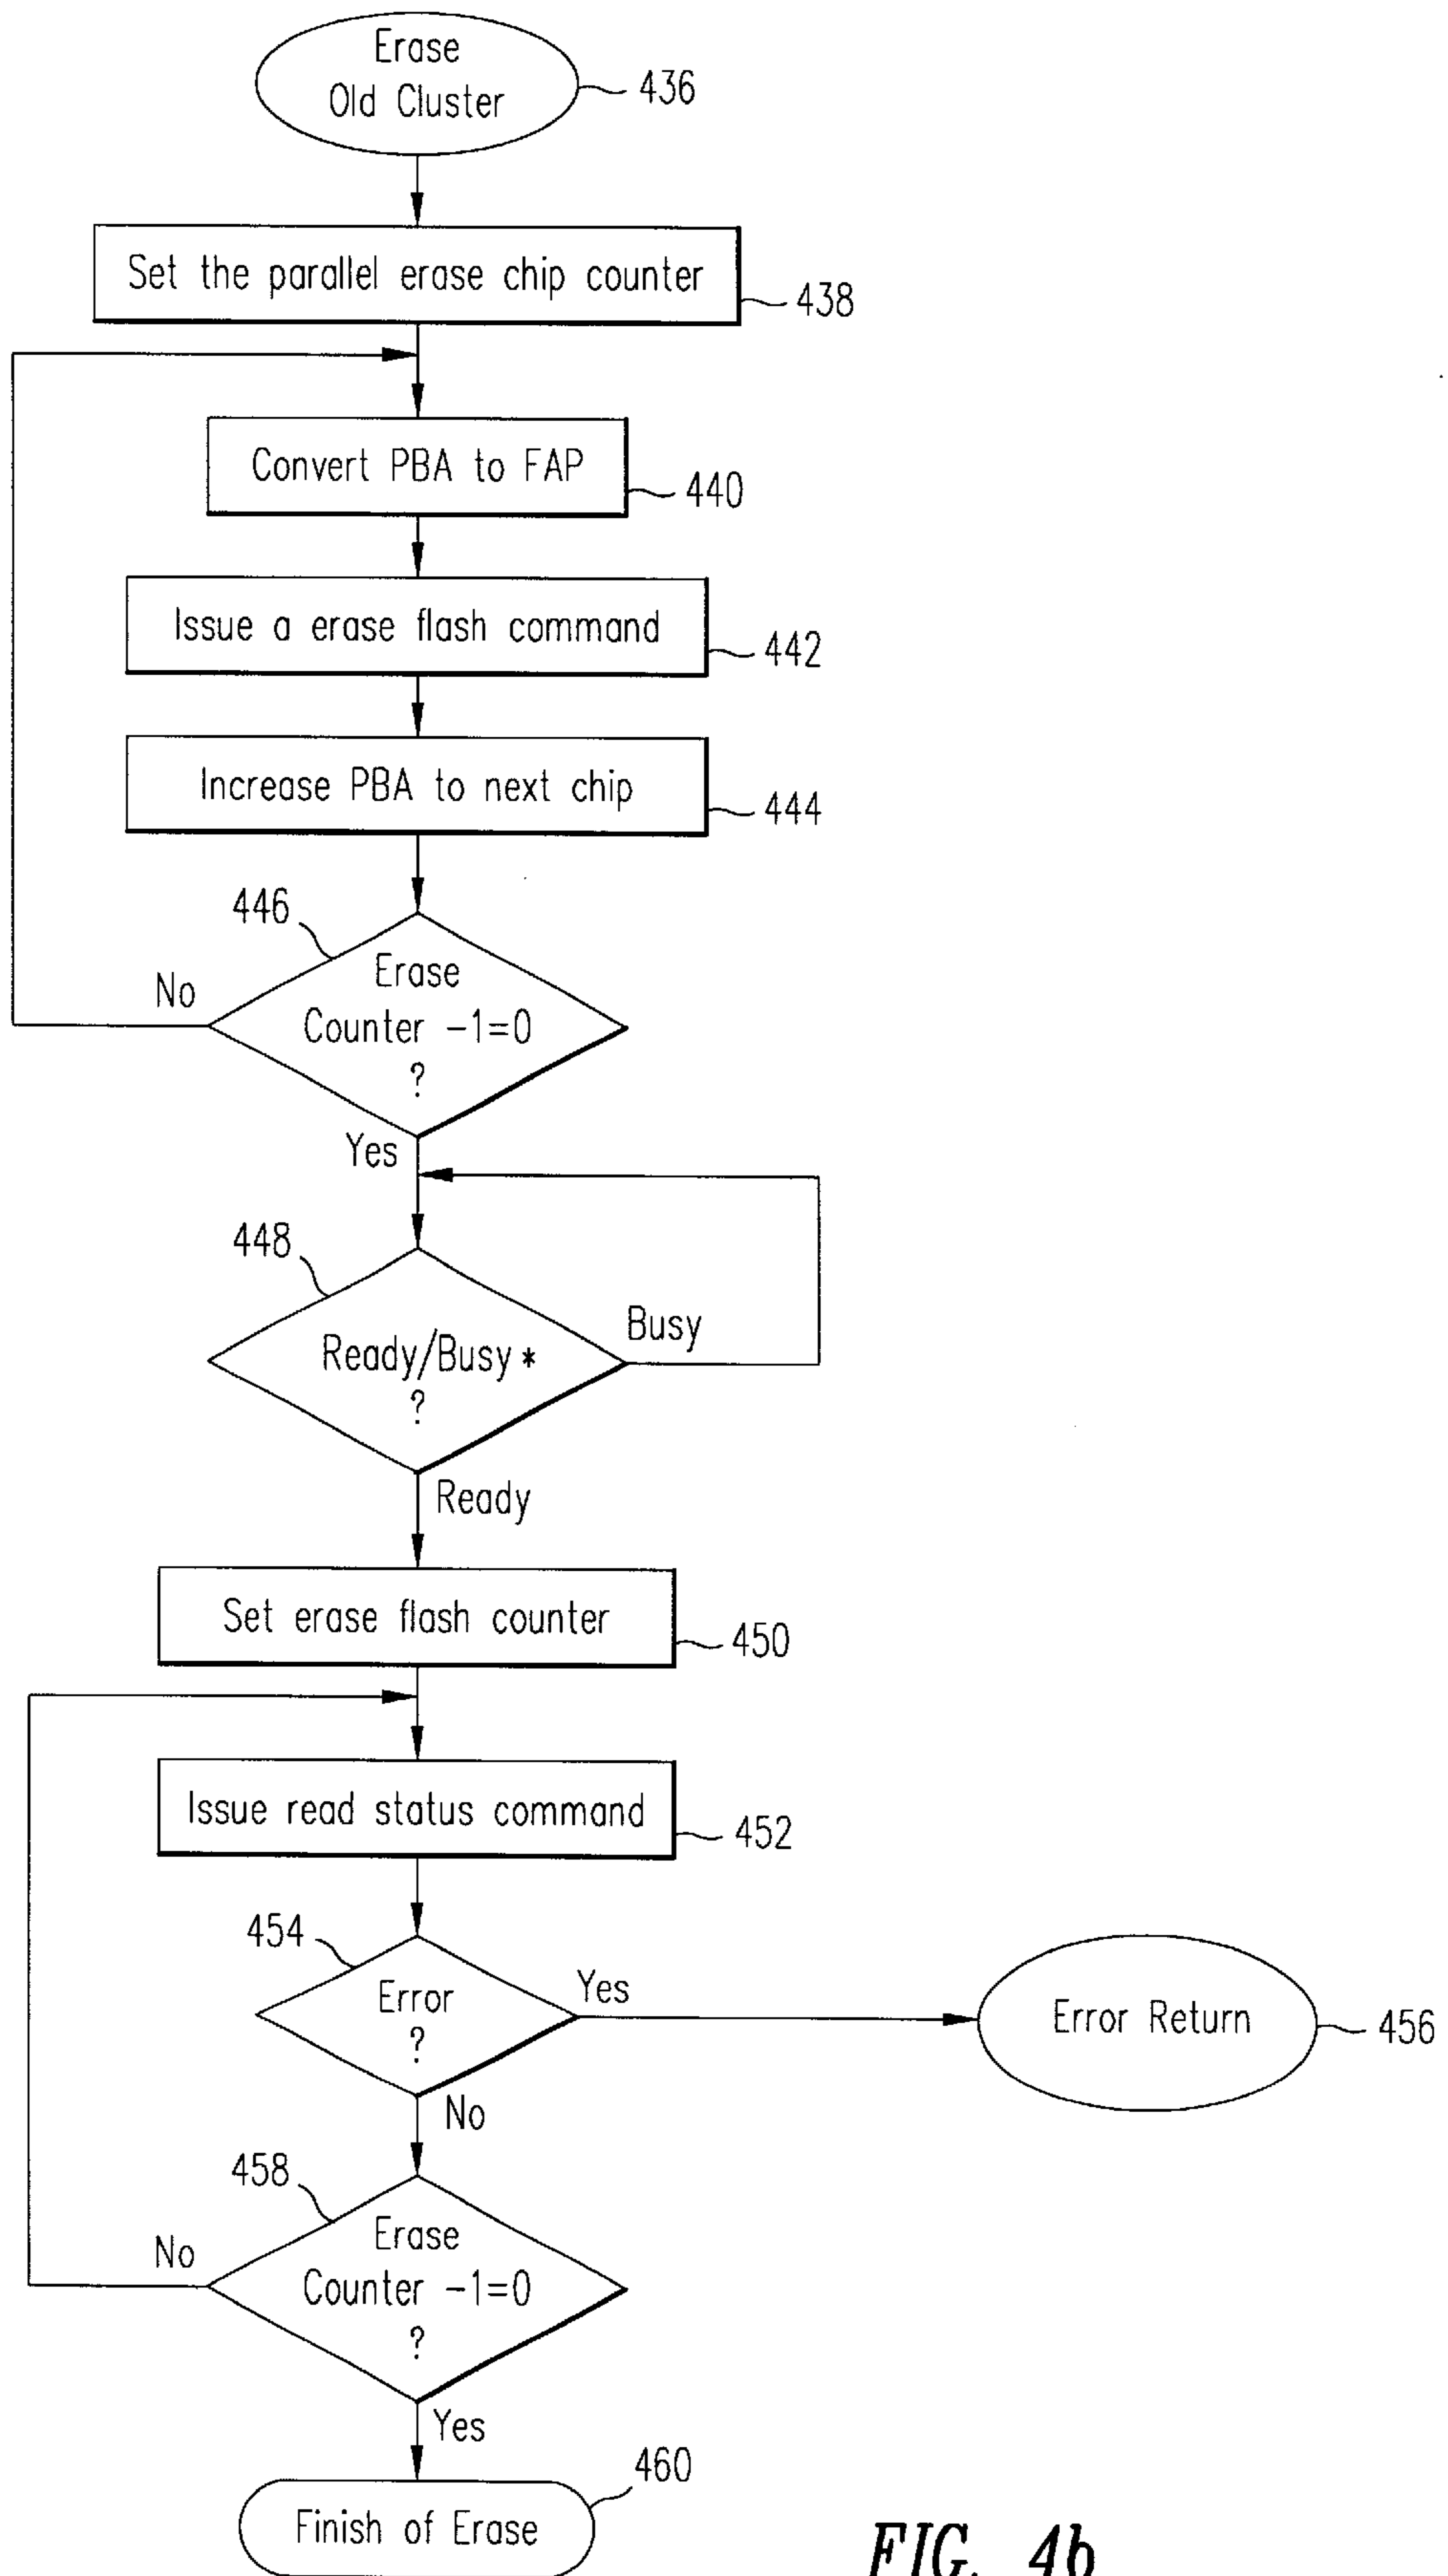 Erase
Old Cluster
436
Set the parallel erase chip counter
438
Convert PBA to FAP
440
Issue a erase flash command
442
Increase PBA to next chip
444
446
Erase
Counter -1=0
?
No
Yes
448
Ready/Busy*
?
Busy
Ready
Set erase flash counter
450
Issue read status command
452
454
Error
?
Yes
Error Return
456
No
458
Erase
Counter -1=0
?
No
Yes
460
Finish of Erase
FIG. 4b